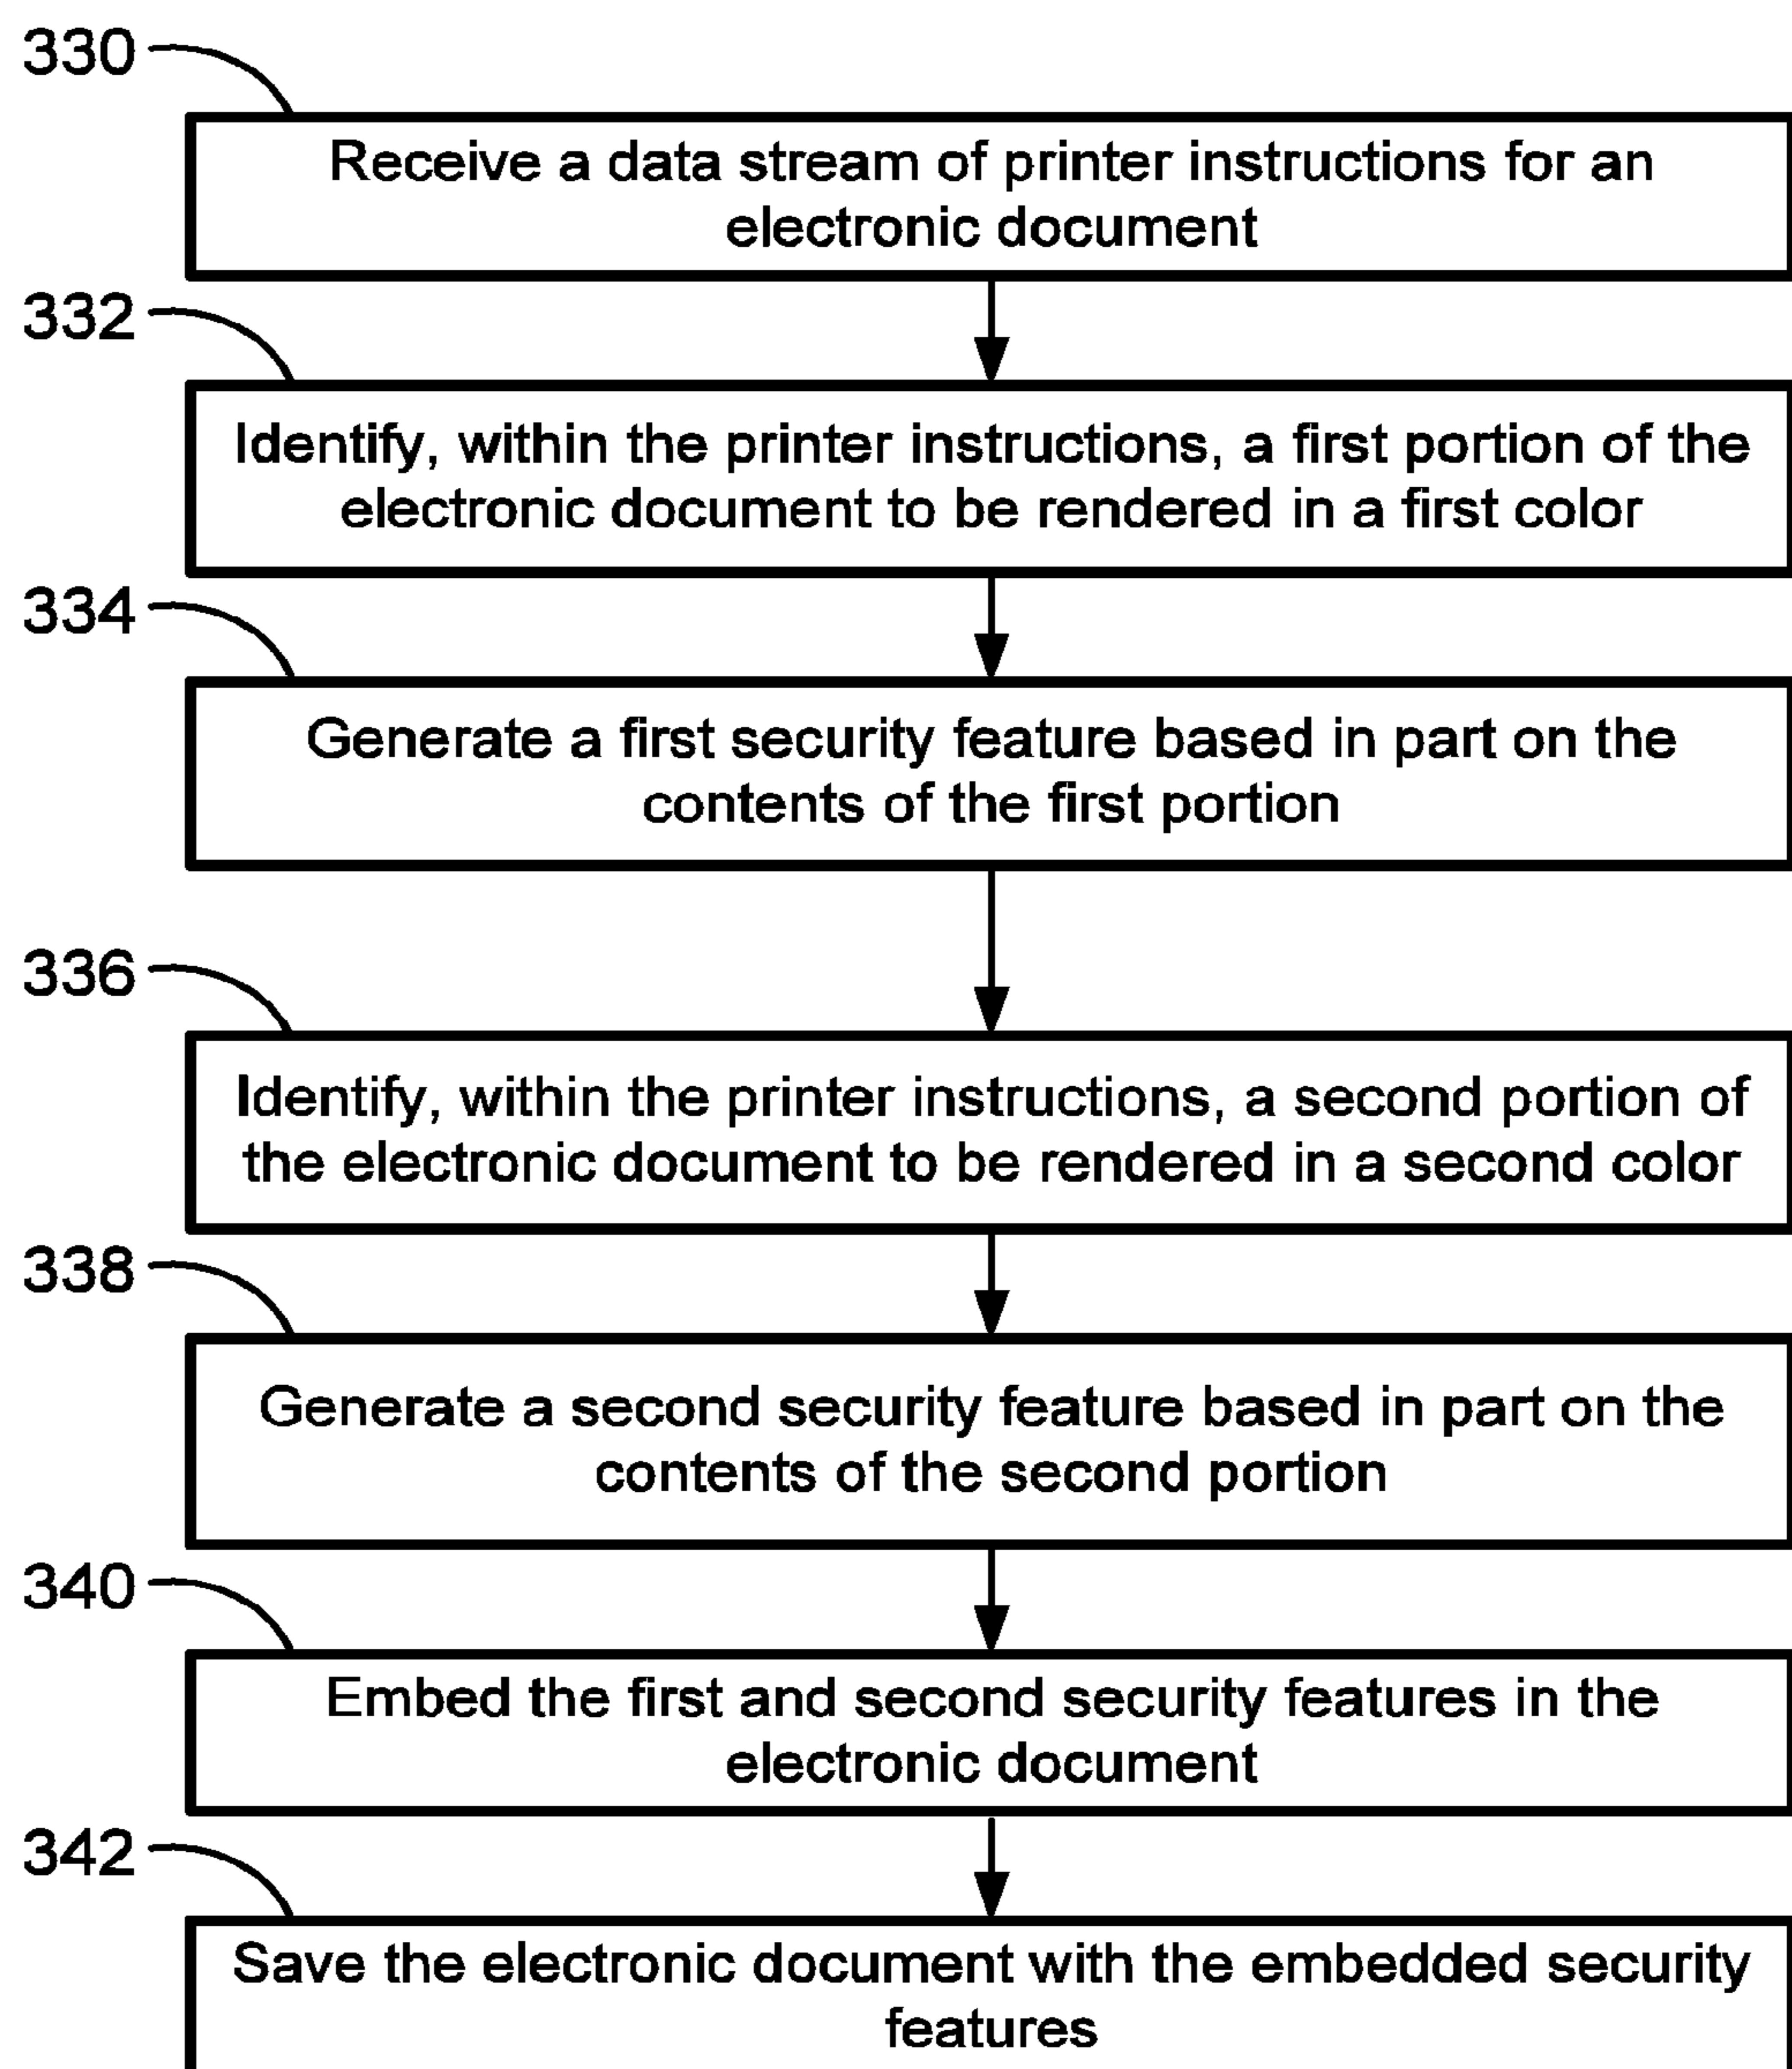 330
Receive a data stream of printer instructions for an
electronic document
332
Identify, within the printer instructions, a first portion of the
electronic document to be rendered in a first color
334
Generate a first security feature based in part on the
contents of the first portion
336
Identify, within the printer instructions, a second portion of
the electronic document to be rendered in a second color
338
Generate a second security feature based in part on the
contents of the second portion
340
Embed the first and second security features in the
electronic document
342
Save the electronic document with the embedded security
features